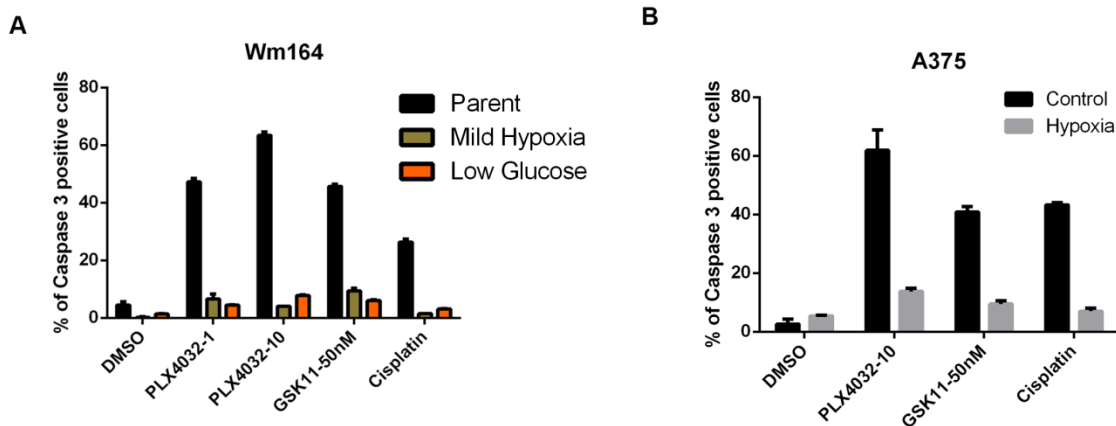 A
Wm164
% of Caspase 3 positive cells
80
60
40
20
0
Parent
Mild Hypoxia
Low Glucose
DMSO
PLX4032-1
PLX4032-10
GSK11-50nM
Cisplatin
B
A375
% of Caspase 3 positive cells
80
60
40
20
0
Control
Hypoxia
DMSO
PLX4032-10
GSK11-50nM
Cisplatin